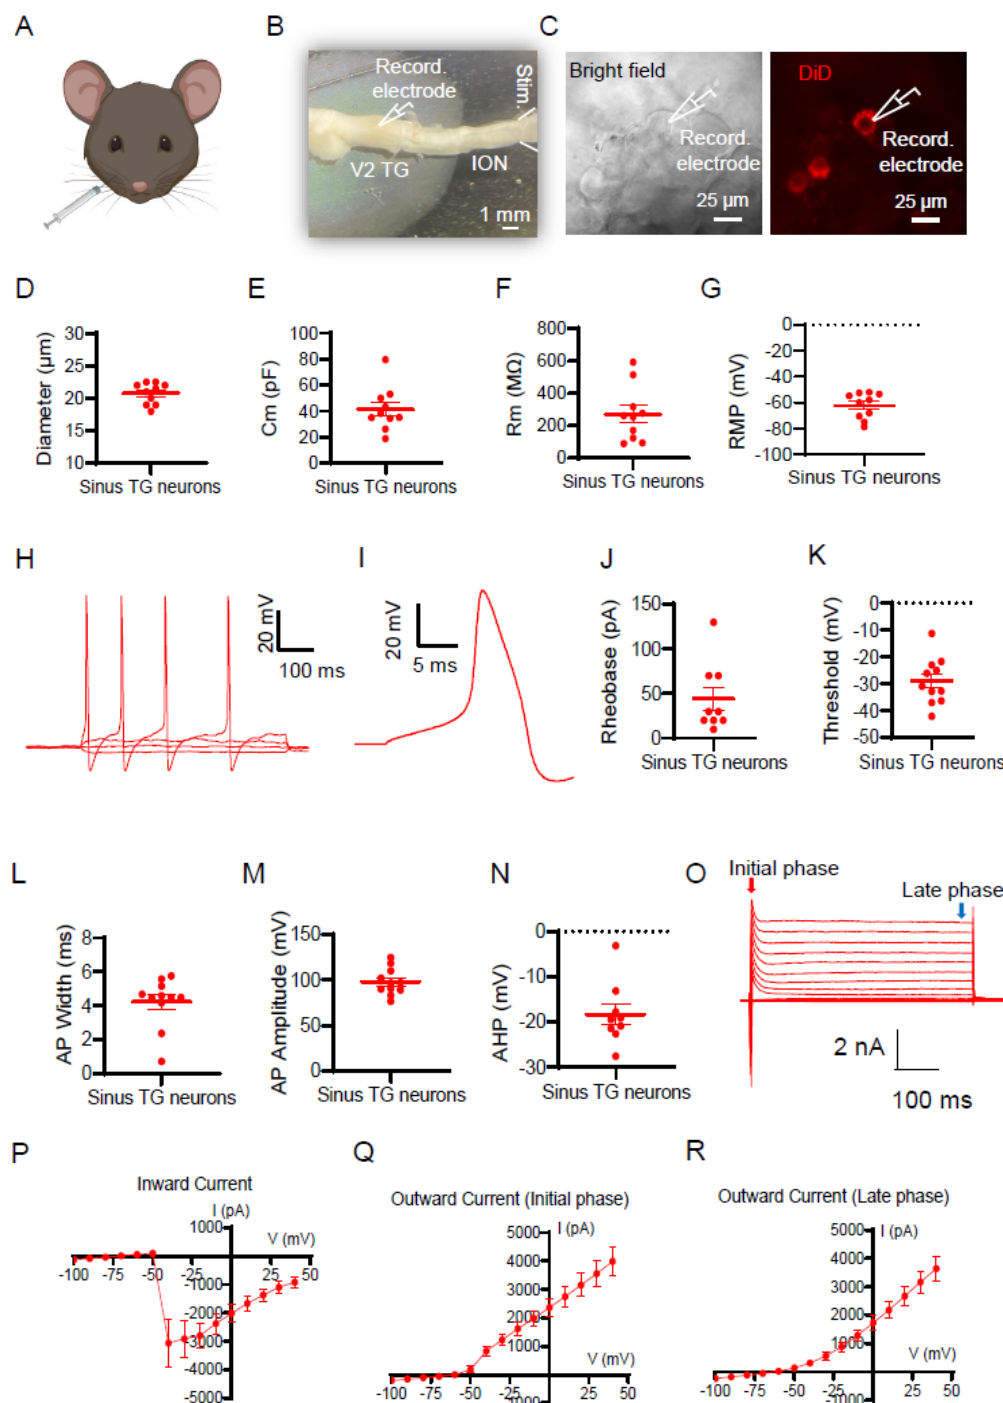 A
B
C
Record.
electrode
Stim.
V2 TG
ION
1 mm
Bright field
Record.
electrode
25 µm
DiD
Record.
electrode
25 µm
D
E
F
G
Diameter (µm)
30
25
20
15
10
Sinus TG neurons
Cm (pF)
100
80
60
40
20
0
Sinus TG neurons
Rm (MΩ)
800
600
400
200
0
Sinus TG neurons
RMP (mV)
0
-20
-40
-60
-80
-100
Sinus TG neurons
H
I
J
K
20 mV
100 ms
20 mV
5 ms
Rheobase (pA)
150
100
50
0
Sinus TG neurons
Threshold (mV)
0
-10
-20
-30
-40
-50
Sinus TG neurons
L
M
N
O
AP Width (ms)
8
6
4
2
0
Sinus TG neurons
AP Amplitude (mV)
150
100
50
0
Sinus TG neurons
AHP (mV)
0
-10
-20
-30
Sinus TG neurons
Initial phase
Late phase
2 nA
100 ms
P
Q
R
Inward Current
I (pA)
1000
V (mV)
-100 -75 -50 -25 25 50
-1000
-2000
-3000
-4000
-5000
Outward Current (Initial phase)
I (pA)
5000
4000
3000
2000
1000
V (mV)
-100 -75 -50 -25 25 50
-1000
Outward Current (Late phase)
I (pA)
5000
4000
3000
2000
1000
V (mV)
-100 -75 -50 -25 25 50
-1000